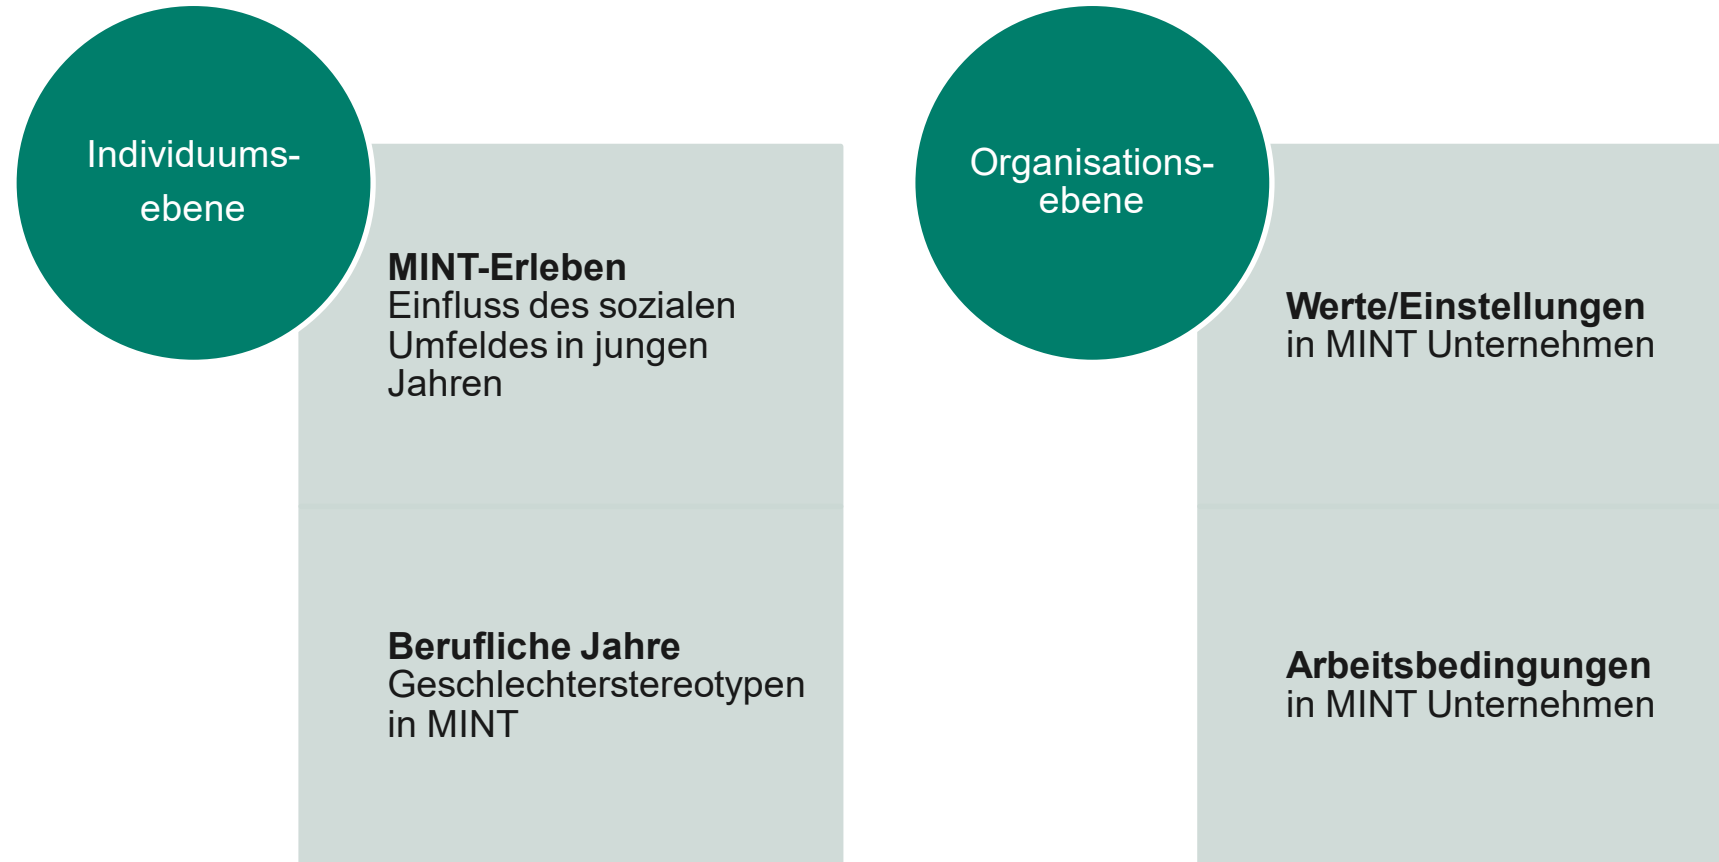 Individuums-
ebene
MINT-Erleben
Einfluss des sozialen
Umfeldes in jungen
Jahren
Berufliche Jahre
Geschlechterstereotypen
in MINT
Organisations-
ebene
Werte/Einstellungen
in MINT Unternehmen
Arbeitsbedingungen
in MINT Unternehmen